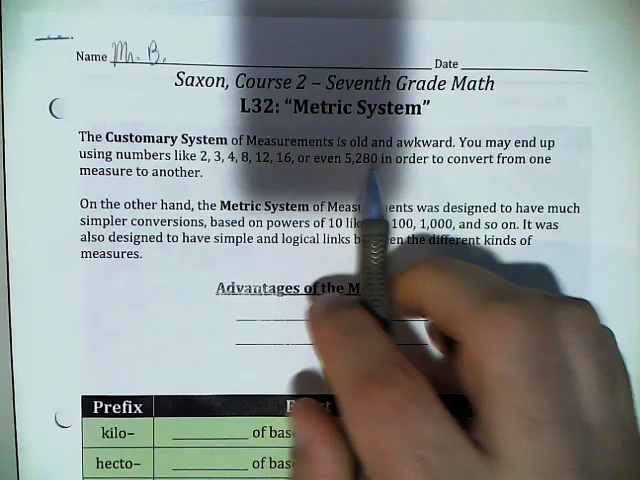 Name Mr. B. Date
Saxon, Course 2 – Seventh Grade Math
L32: “Metric System”
The Customary System of Measurements is old and awkward. You may end up
using numbers like 2, 3, 4, 8, 12, 16, or even 5,280 in order to convert from one
measure to another.
On the other hand, the Metric System of Measu ents was designed to have much
simpler conversions, based on powers of 10 lik 100, 1,000, and so on. It was
also designed to have simple and logical links b en the different kinds of
measures.
Advantages of the M
Prefix
kilo– of bas
hecto– of bas